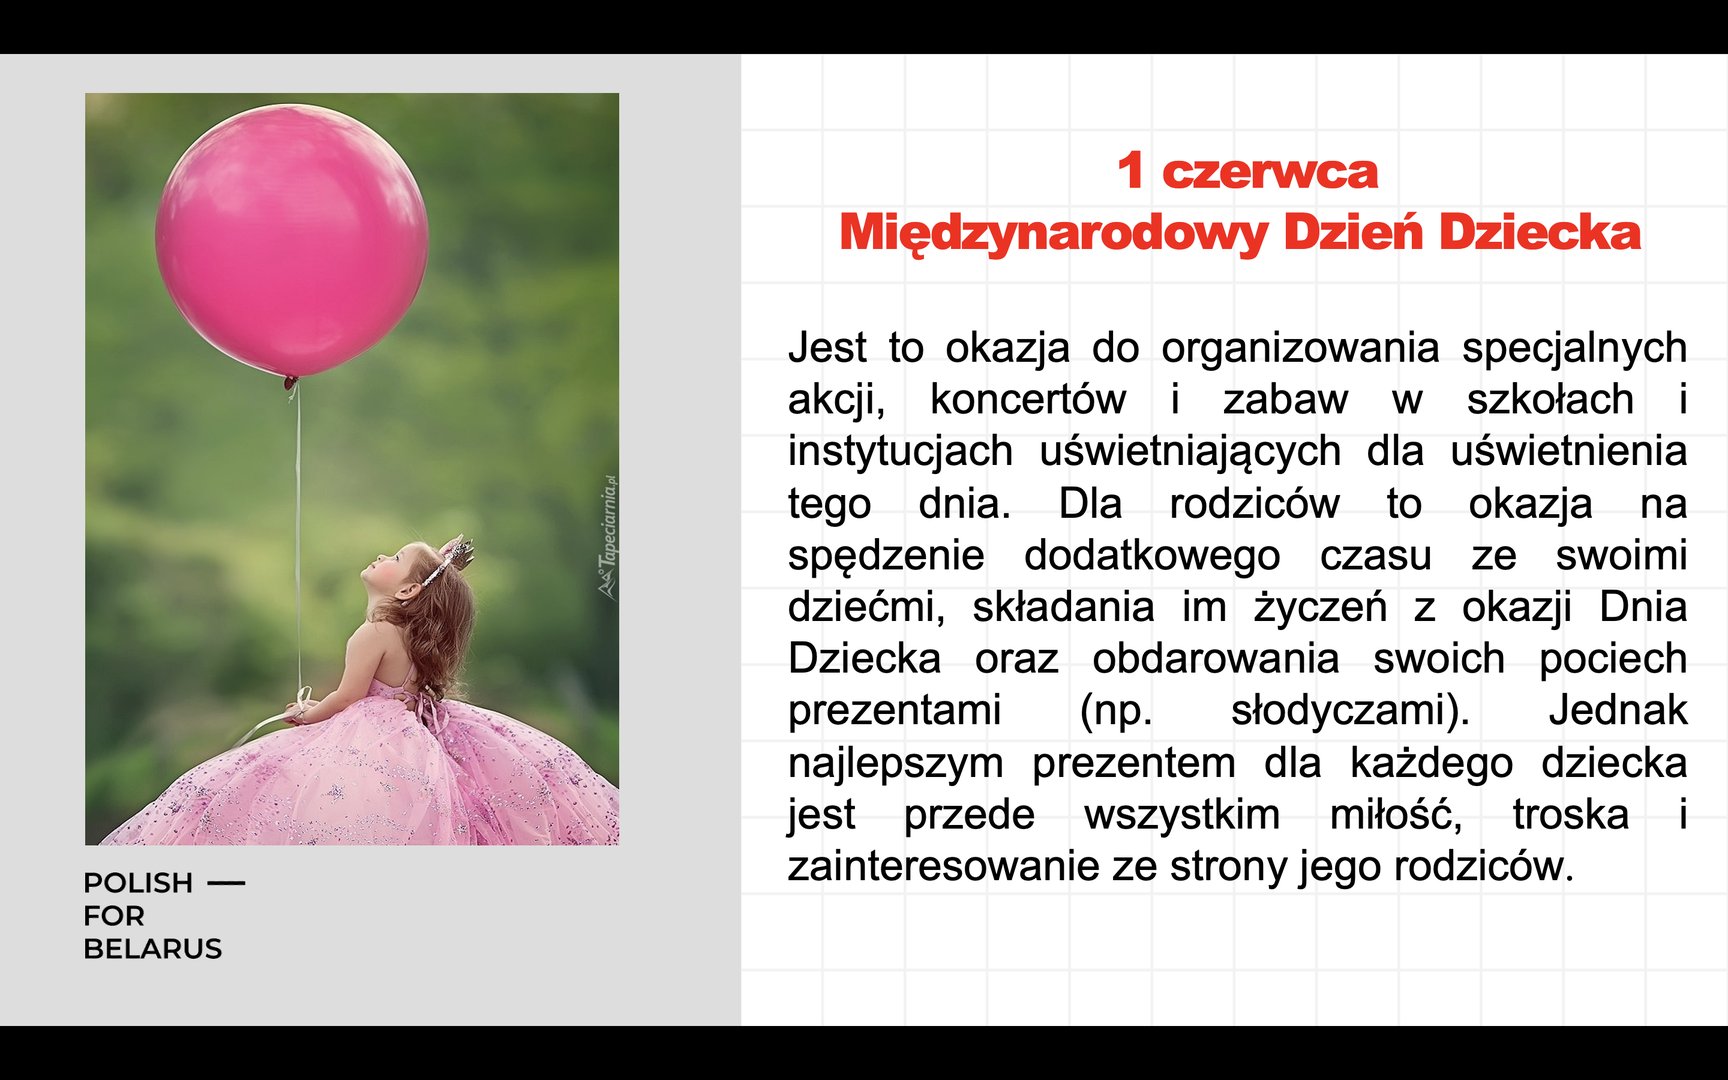 1 czerwca
Międzynarodowy Dzień Dziecka
Jest to okazja do organizowania specjalnych
akcji, koncertów i zabaw w szkołach i
instytucjach uświetniających dla uświetnienia
tego dnia. Dla rodziców to okazja na
spędzenie dodatkowego czasu ze swoimi
dziećmi, składania im życzeń z okazji Dnia
Dziecka oraz obdarowania swoich pociech
prezentami (np. słodyczami). Jednak
najlepszym prezentem dla każdego dziecka
jest przede wszystkim miłość, troska i
zainteresowanie ze strony jego rodziców.
Tapeciarnia.pl
POLISH —
FOR
BELARUS